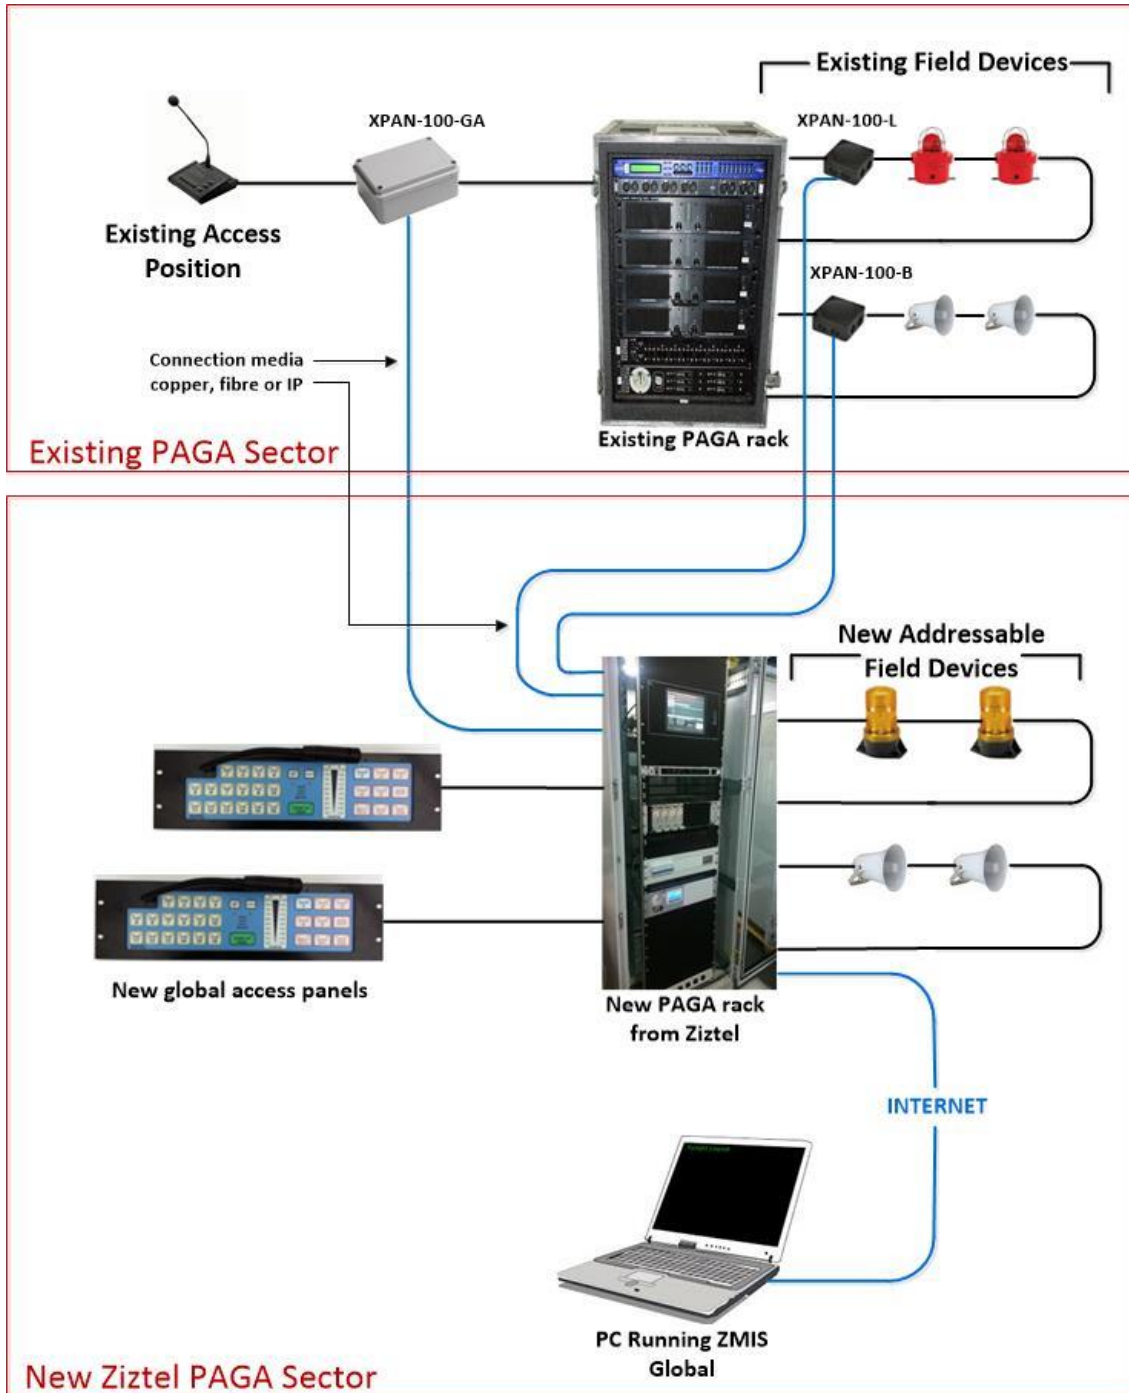 Existing Field Devices
XPAN-100-GA
XPAN-100-L
Existing Access
Position
XPAN-100-B
Connection media
copper, fibre or IP
Existing PAGA rack
Existing PAGA Sector
New Addressable
Field Devices
New global access panels
New PAGA rack
from Ziztel
INTERNET
PC Running ZMIS
Global
New Ziztel PAGA Sector